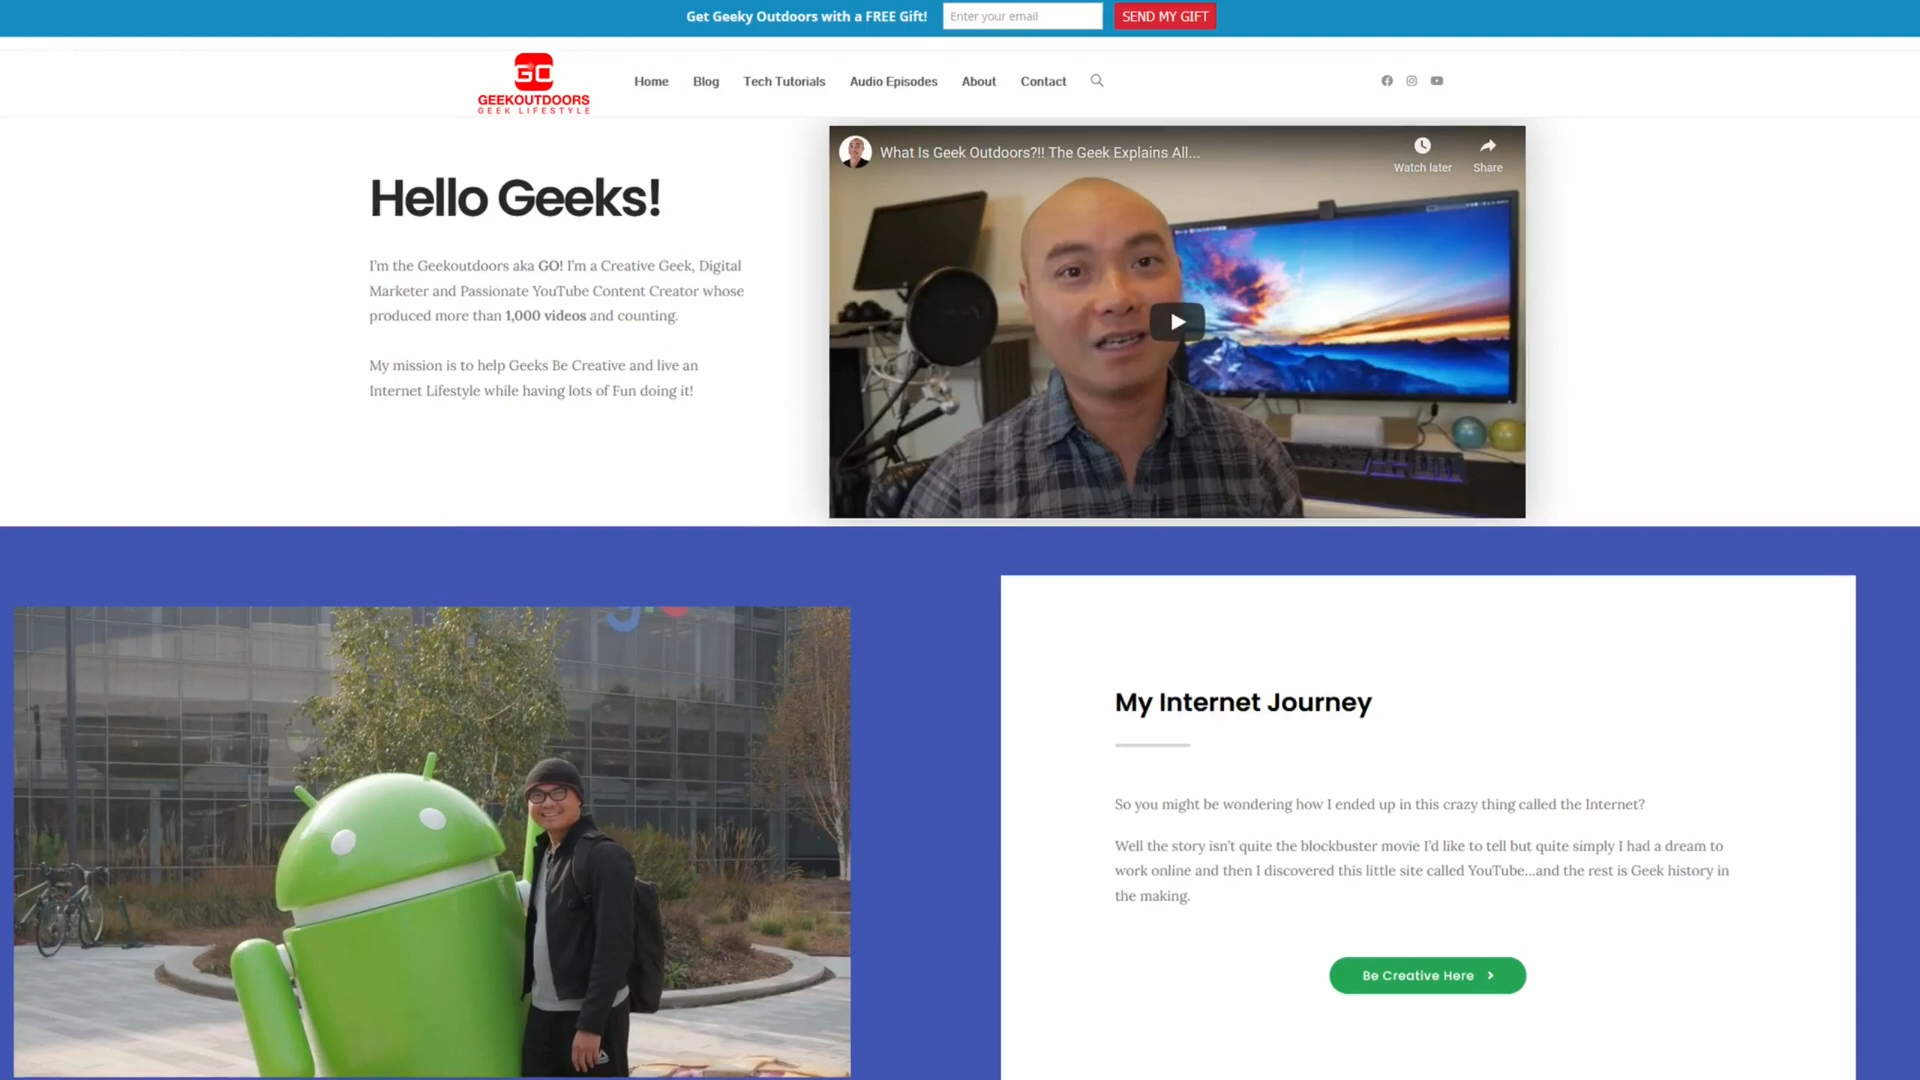 Get Geeky Outdoors with a FREE Gift!
Enter your email
SEND MY GIFT
GO
GEEKOUTDOORS
GEEK LIFESTYLE
Home
Blog
Tech Tutorials
Audio Episodes
About
Contact
Hello Geeks!
I'm the Geekoutdoors aka GO! I'm a Creative Geek, Digital
Marketer and Passionate YouTube Content Creator whose
produced more than 1,000 videos and counting.
My mission is to help Geeks Be Creative and live an
Internet Lifestyle while having lots of Fun doing it!
What Is Geek Outdoors?!! The Geek Explains All...
Watch later
Share
My Internet Journey
So you might be wondering how I ended up in this crazy thing called the Internet?
Well the story isn't quite the blockbuster movie I'd like to tell but quite simply I had a dream to
work online and then I discovered this little site called YouTube...and the rest is Geek history in
the making.
Be Creative Here